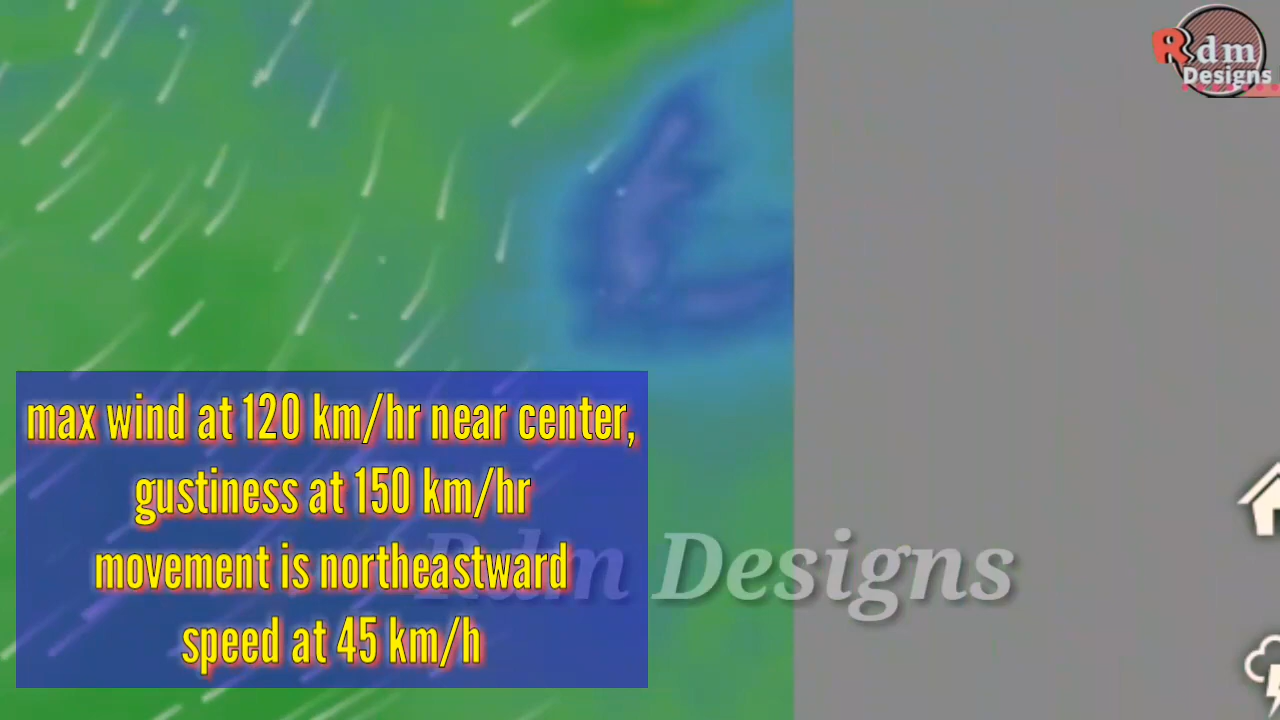 Rdm
Designs
max wind at 120 km/hr near center,
gustiness at 150 km/hr
movement is northeastward
speed at 45 km/h
Rdm Designs